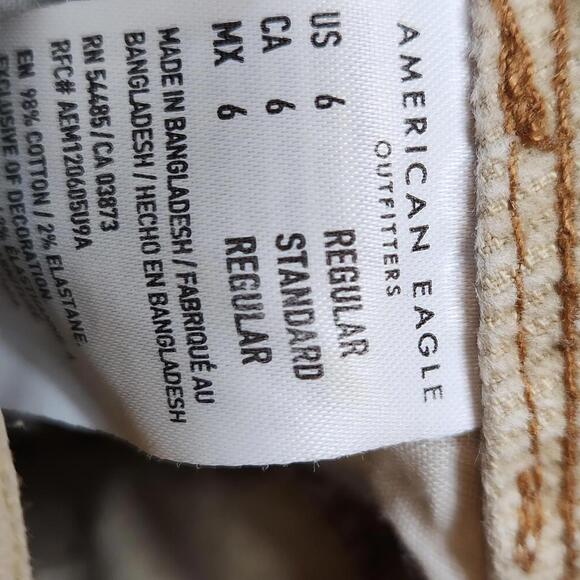 AMERICAN EAGLE
OUTFITTERS
US 6 REGULAR
CA 6 STANDARD
MX 6 REGULAR
MADE IN BANGLADESH / FABRIQUÉ AU
BANGLADESH / HECHO EN BANGLADESH
RN 54485 / CA 03873
RFC# AEM120605U9A
EN 98% COTTON / 2% ELASTANE.
EXCLUSIVE OF DECORATION